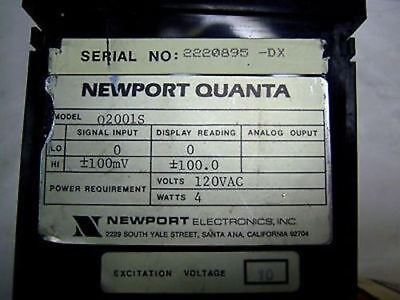 SERIAL NO: 2220895 -DX
NEWPORT QUANTA
MODEL Q2001S
SIGNAL INPUT DISPLAY READING ANALOG OUPUT
LO 0 0
HI ±100mV ±100.0
POWER REQUIREMENT VOLTS 120VAC
WATTS 4
N NEWPORT ELECTRONICS, INC.
2229 SOUTH YALE STREET, SANTA ANA, CALIFORNIA 92704
EXCITATION VOLTAGE 10